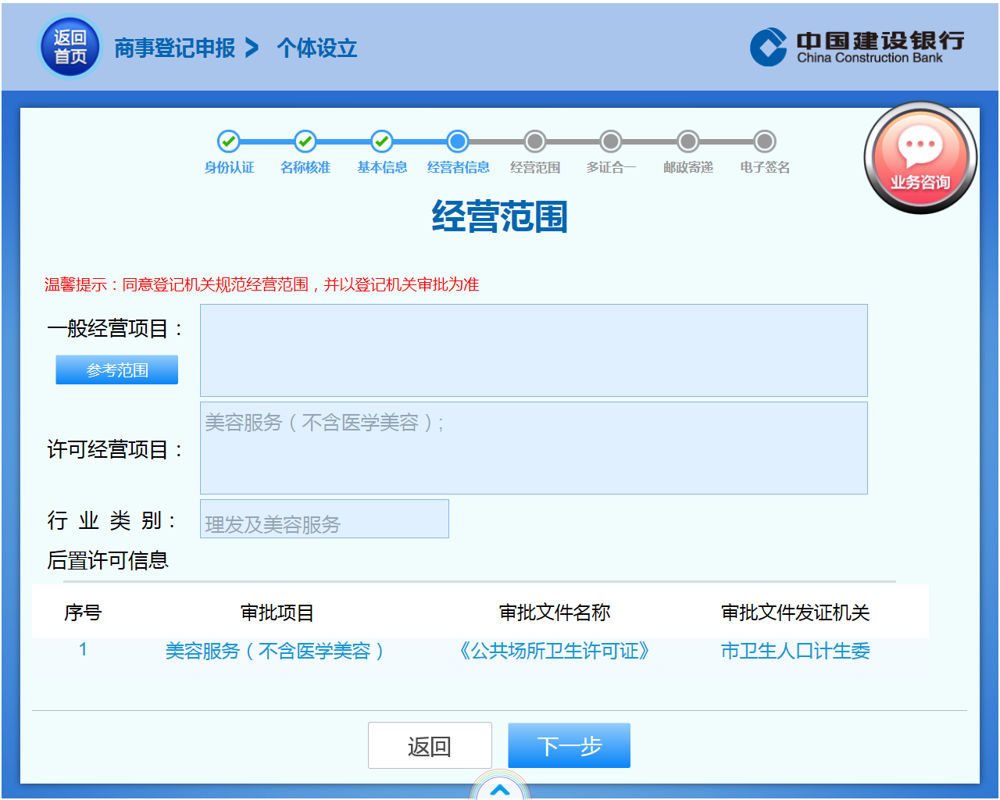 返回
首页
商事登记申报 > 个体设立
中国建设银行
China Construction Bank
身份认证 名称核准 基本信息 经营者信息 经营范围 多证合一 邮政寄递 电子签名
业务咨询
经营范围
温馨提示：同意登记机关规范经营范围，并以登记机关审批为准
一般经营项目：
参考范围
许可经营项目：
美容服务（不含医学美容）;
行业类别：
理发及美容服务
后置许可信息
序号 审批项目 审批文件名称 审批文件发证机关
1 美容服务（不含医学美容） 《公共场所卫生许可证》 市卫生人口计生委
返回 下一步